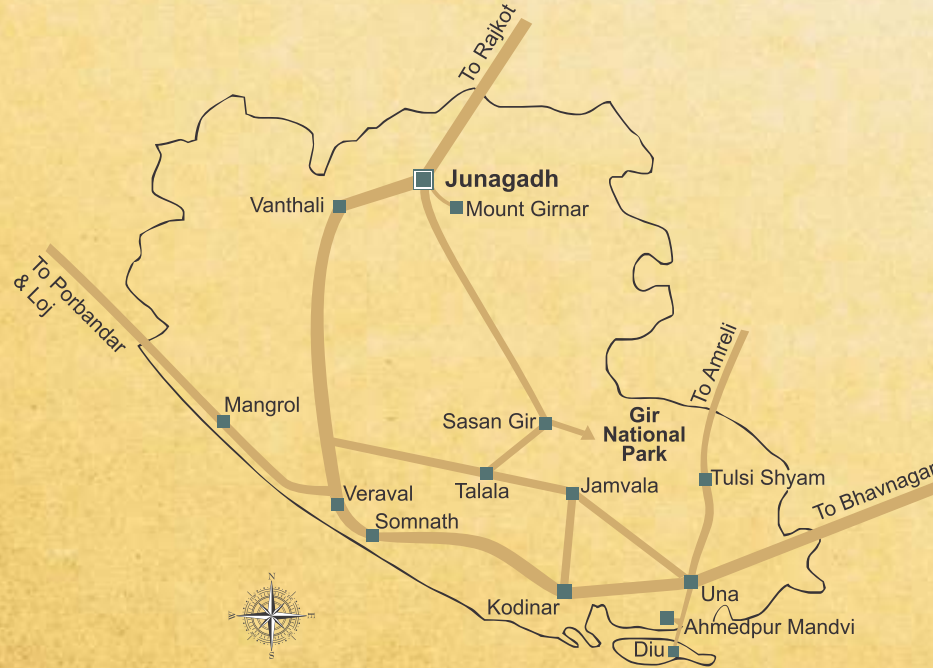 To Rajkot
Junagadh
Vanthali
Mount Girnar
To Porbandar
& Loj
To Amreli
Mangrol
Sasan Gir
Gir
National
Park
Talala
Jamvala
Tulsi Shyam
Veraval
To Bhavnagar
Somnath
N
W
E
S
Kodinar
Una
Ahmedpur Mandvi
Diu